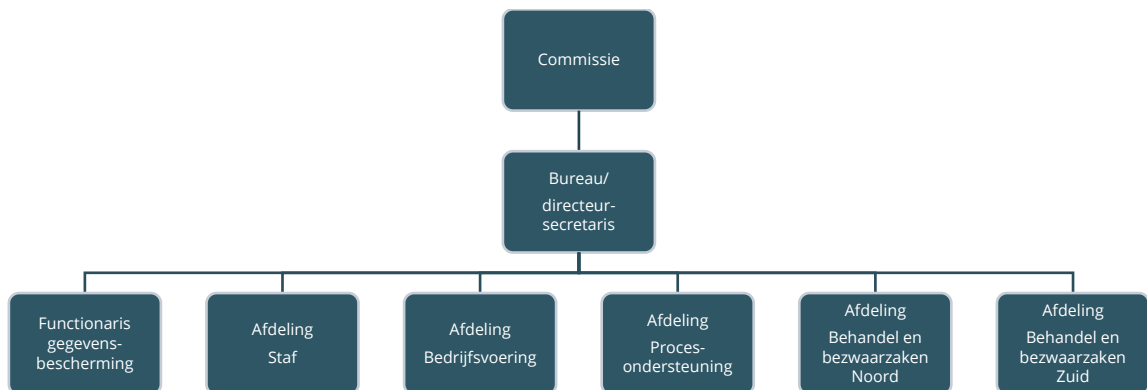 Commissie
Bureau/
directeur-
secretaris
Functionaris
gegevens-
bescherming
Afdeling
Staf
Afdeling
Bedrijfsvoering
Afdeling
Proces-
ondersteuning
Afdeling
Behandel en
bezwaarzaken
Noord
Afdeling
Behandel en
bezwaarzaken
Zuid